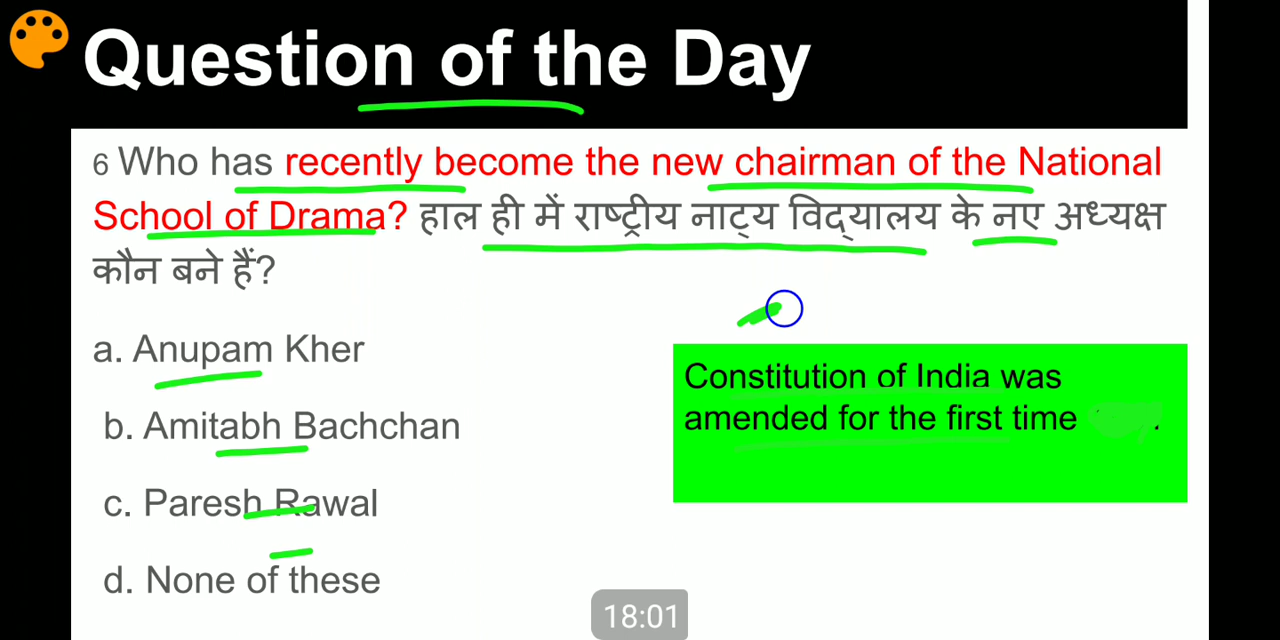 Question of the Day
6 Who has recently become the new chairman of the National
School of Drama? हाल ही में राष्ट्रीय नाट्य विद्यालय के नए अध्यक्ष
कौन बने हैं?
a. Anupam Kher
b. Amitabh Bachchan
c. Paresh Rawal
d. None of these
Constitution of India was
amended for the first time .
18:01